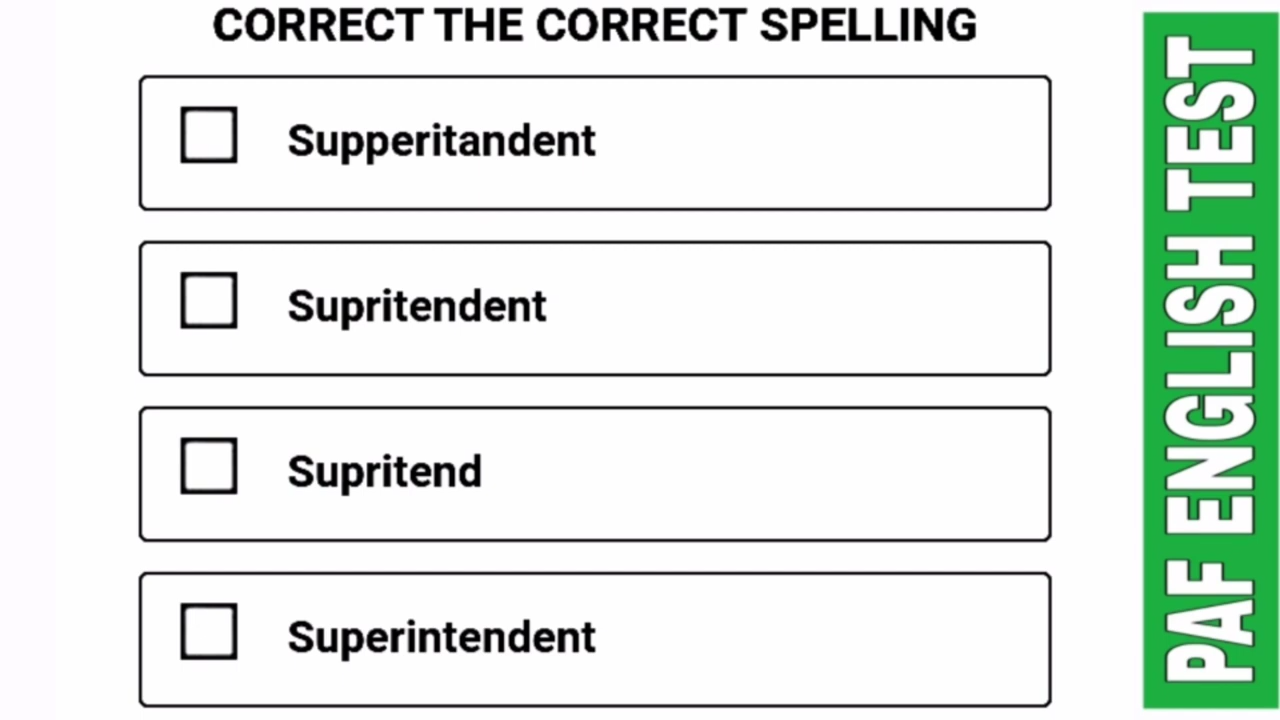 CORRECT THE CORRECT SPELLING
Supperitandent
Supritendent
Supritend
Superintendent
PAF ENGLISH TEST